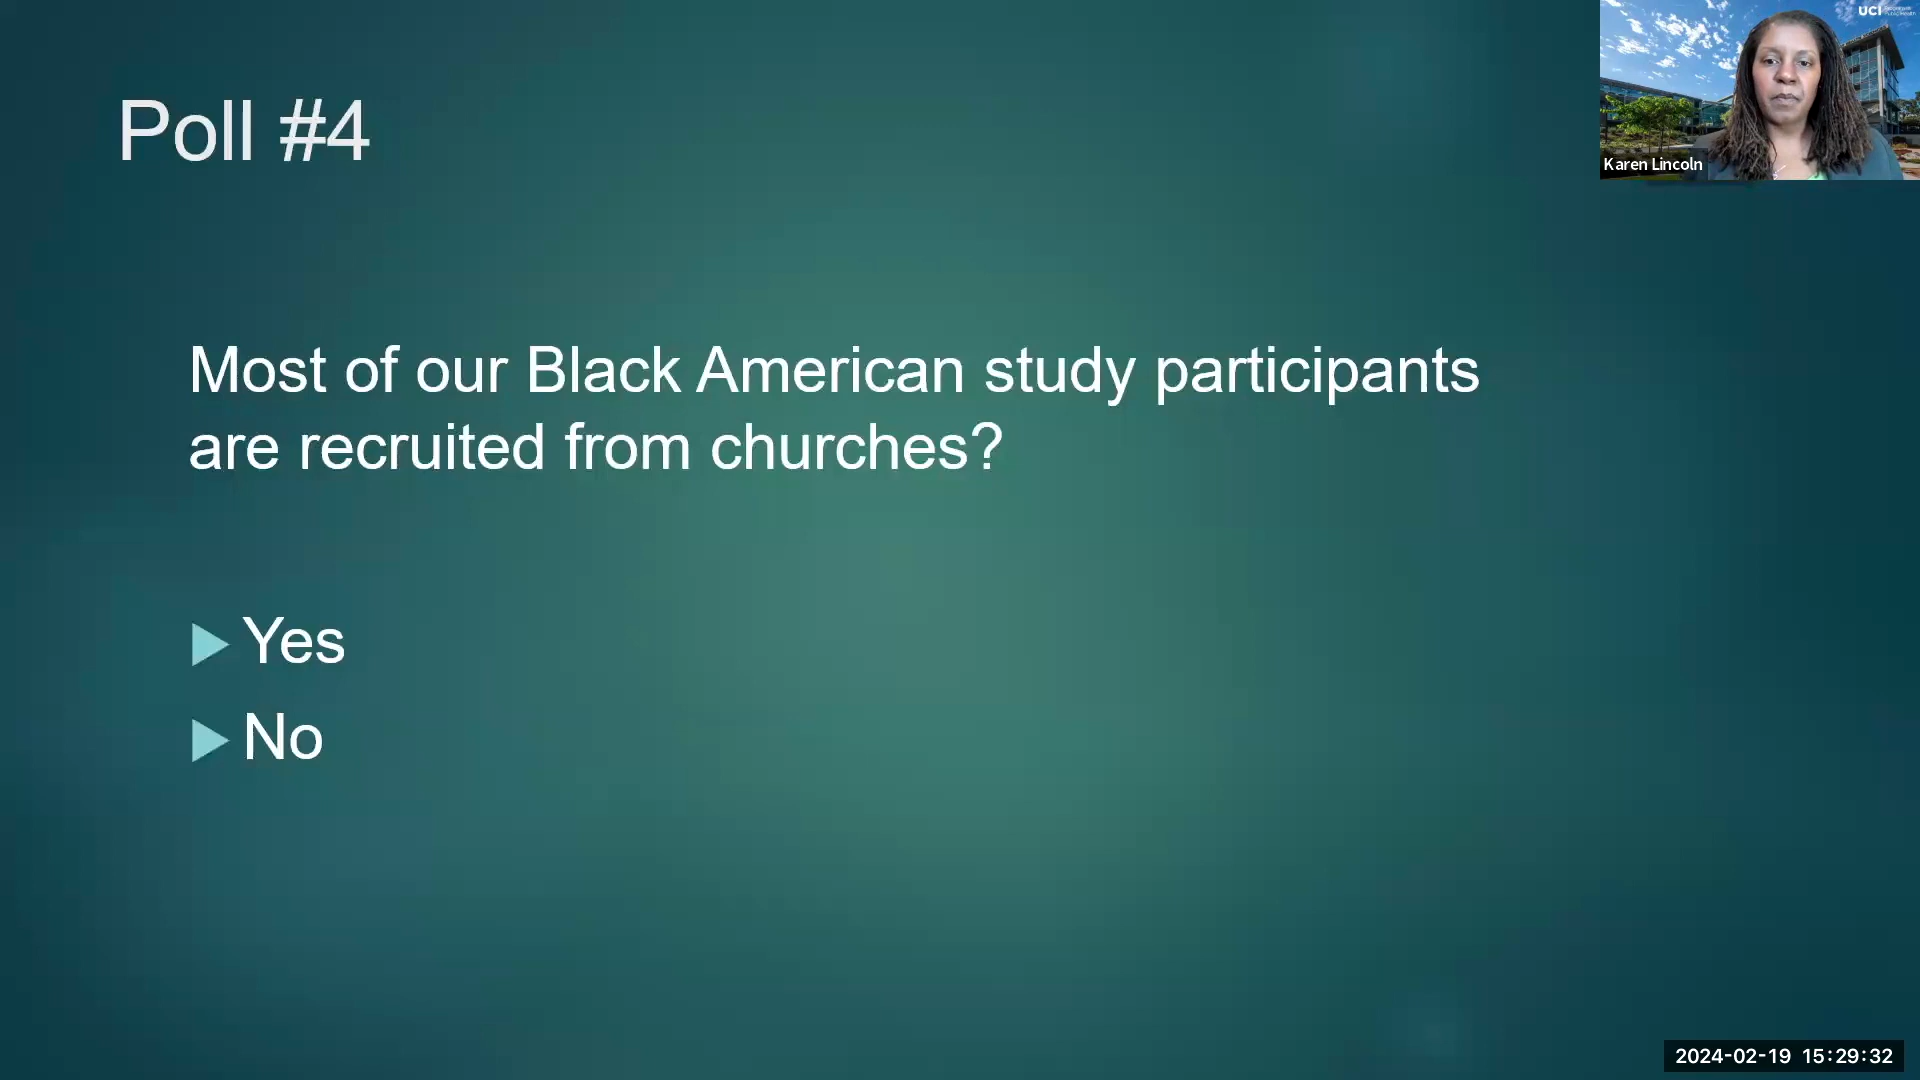 Poll #4
Most of our Black American study participants
are recruited from churches?
Yes
No
UCI
Karen Lincoln
2024-02-19 15:29:32